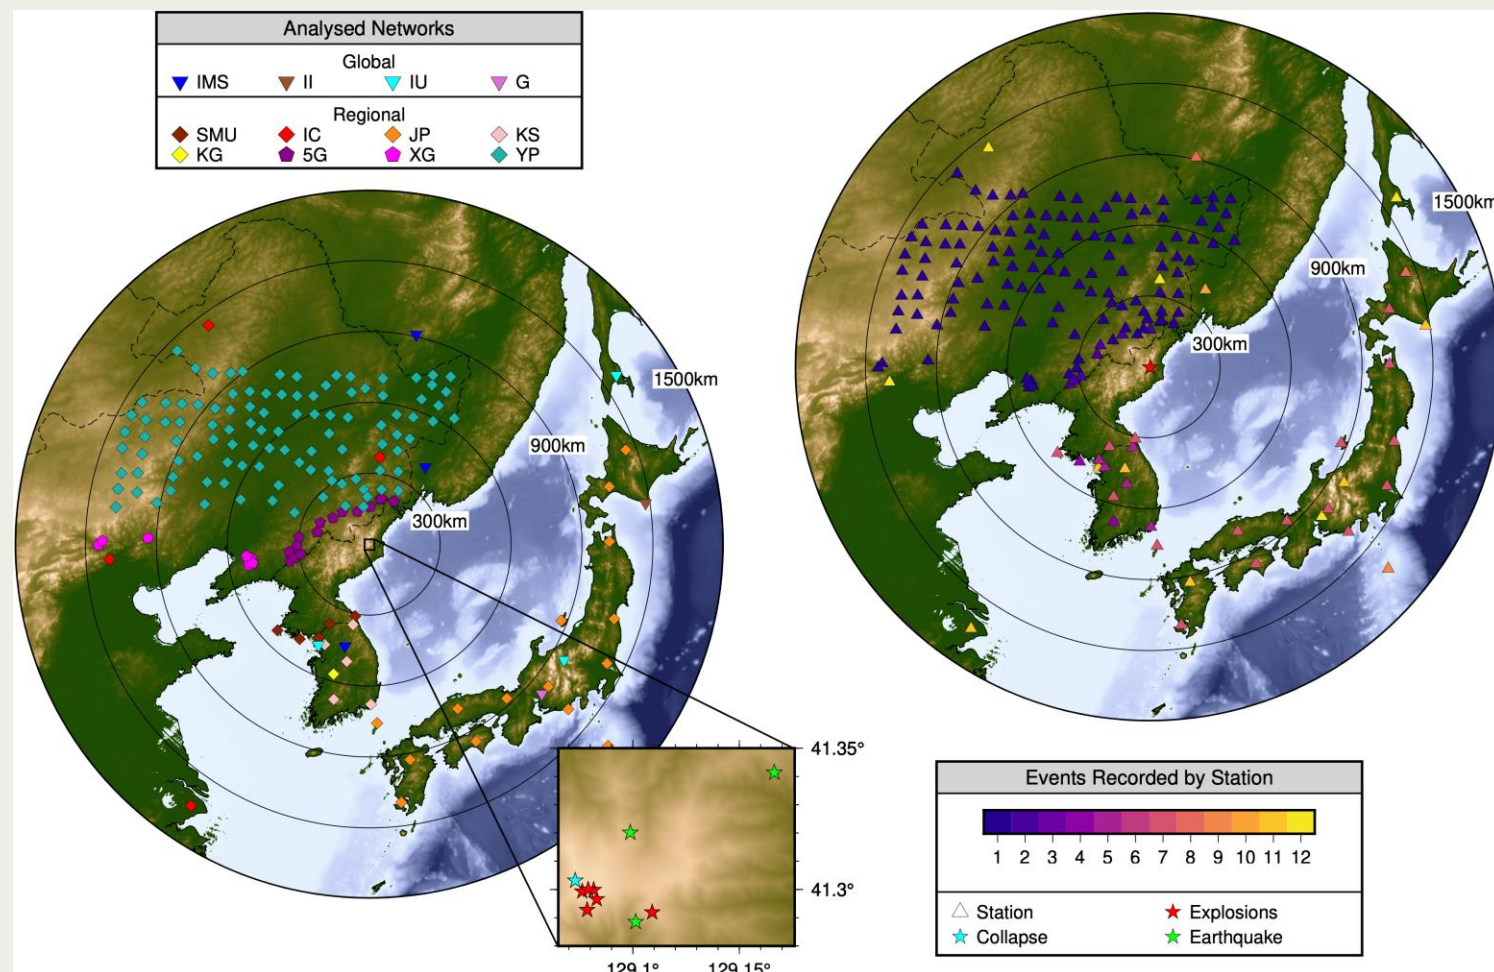 Analysed Networks
Global
IMS II IU G
Regional
SMU IC JP KS
KG 5G XG YP
1500km
900km
300km
1500km
900km
300km
41.35°
41.3°
129.1° 129.15°
Events Recorded by Station
1 2 3 4 5 6 7 8 9 10 11 12
Station Explosions
Collapse Earthquake